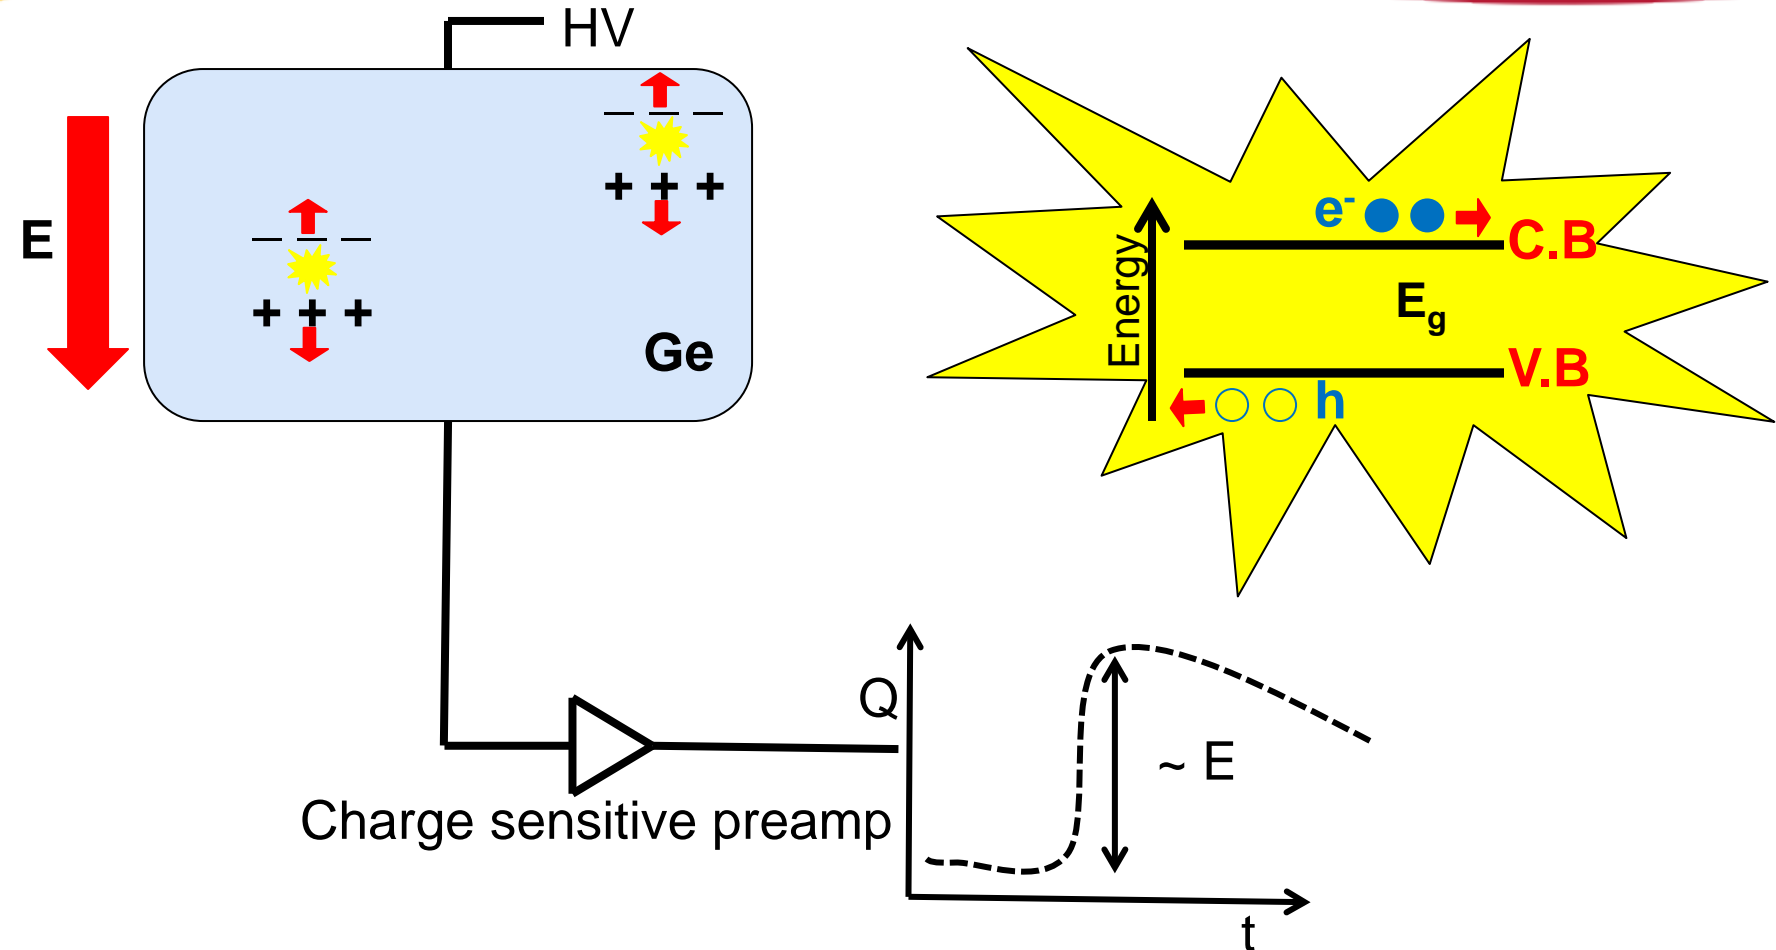 HV
E
_ _ _
+ + +
_ _ _
+ + +
Ge
Energy
e-
C.B
Eg
V.B
h
Charge sensitive preamp
Q
~ E
t